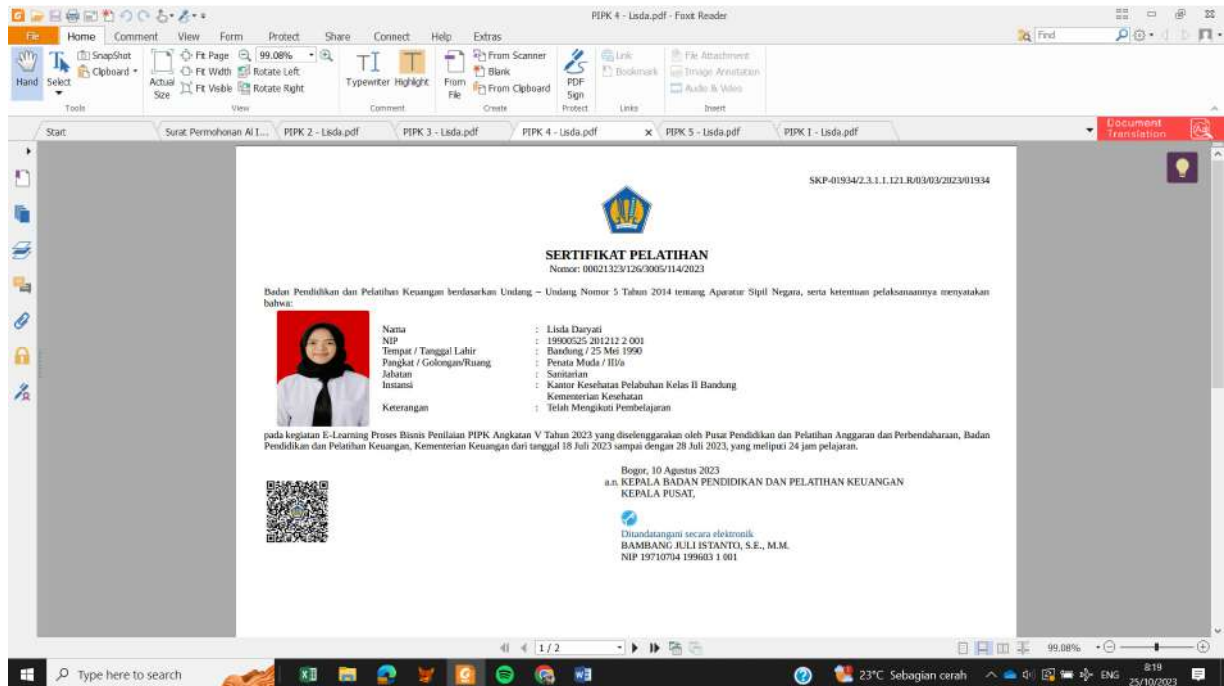 PIPK 4 - Lisda.pdf - Foxit Reader
File Home Comment View Form Protect Share Connect Help Extras
Find
Hand
Select
SnapShot
Clipboard
Actual Size
Fit Page
Fit Width
Fit Visible
99.08%
Rotate Left
Rotate Right
Typewriter
Highlight
From File
From Scanner
Blank
From Clipboard
PDF Sign
Link
Bookmark
File Attachment
Image Annotation
Audio & Video
Tools View Comment Create Protect Links Insert
Start Surat Permohonan Al I... PIPK 2 - Lisda.pdf PIPK 3 - Lisda.pdf PIPK 4 - Lisda.pdf PIPK 5 - Lisda.pdf PIPK 1 - Lisda.pdf
Document Translation
SKP-01934/2.3.1.1.121.R/03/03/2023/01934
SERTIFIKAT PELATIHAN
Nomor: 00021323/126/3005/114/2023
Badan Pendidikan dan Pelatihan Keuangan berdasarkan Undang – Undang Nomor 5 Tahun 2014 tentang Aparatur Sipil Negara, serta ketentuan pelaksanaannya menyatakan
bahwa:
Nama : Lisda Daryati
NIP : 19900525 201212 2 001
Tempat / Tanggal Lahir : Bandung / 25 Mei 1990
Pangkat / Golongan/Ruang : Penata Muda / III/a
Jabatan : Sanitarian
Instansi : Kantor Kesehatan Pelabuhan Kelas II Bandung
Kementerian Kesehatan
Keterangan : Telah Mengikuti Pembelajaran
pada kegiatan E-Learning Proses Bisnis Penilaian PIPK Angkatan V Tahun 2023 yang diselenggarakan oleh Pusat Pendidikan dan Pelatihan Anggaran dan Perbendaharaan, Badan
Pendidikan dan Pelatihan Keuangan, Kementerian Keuangan dari tanggal 18 Juli 2023 sampai dengan 28 Juli 2023, yang meliputi 24 jam pelajaran.
Bogor, 10 Agustus 2023
a.n. KEPALA BADAN PENDIDIKAN DAN PELATIHAN KEUANGAN
KEPALA PUSAT,
Ditandatangani secara elektronik
BAMBANG JULI ISTANTO, S.E., M.M.
NIP 19710704 199603 1 001
1 / 2
99.08%
Type here to search
23°C Sebagian cerah
ENG
8:19
25/10/2023